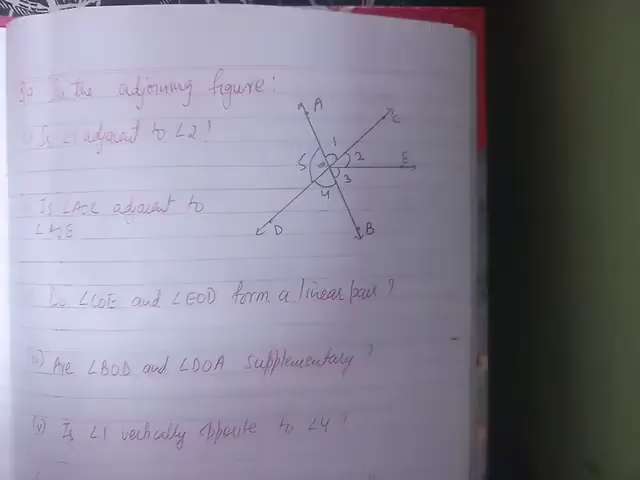 In the adjoining figure:
Is ∠1 adjacent to ∠2?
Is ∠AOC adjacent to
∠AOE
A
C
1
2
E
5
O
3
4
D
B
Do ∠COE and ∠EOD form a linear pair?
Are ∠BOD and ∠DOA supplementary?
(v) Is ∠1 vertically opposite to ∠4?